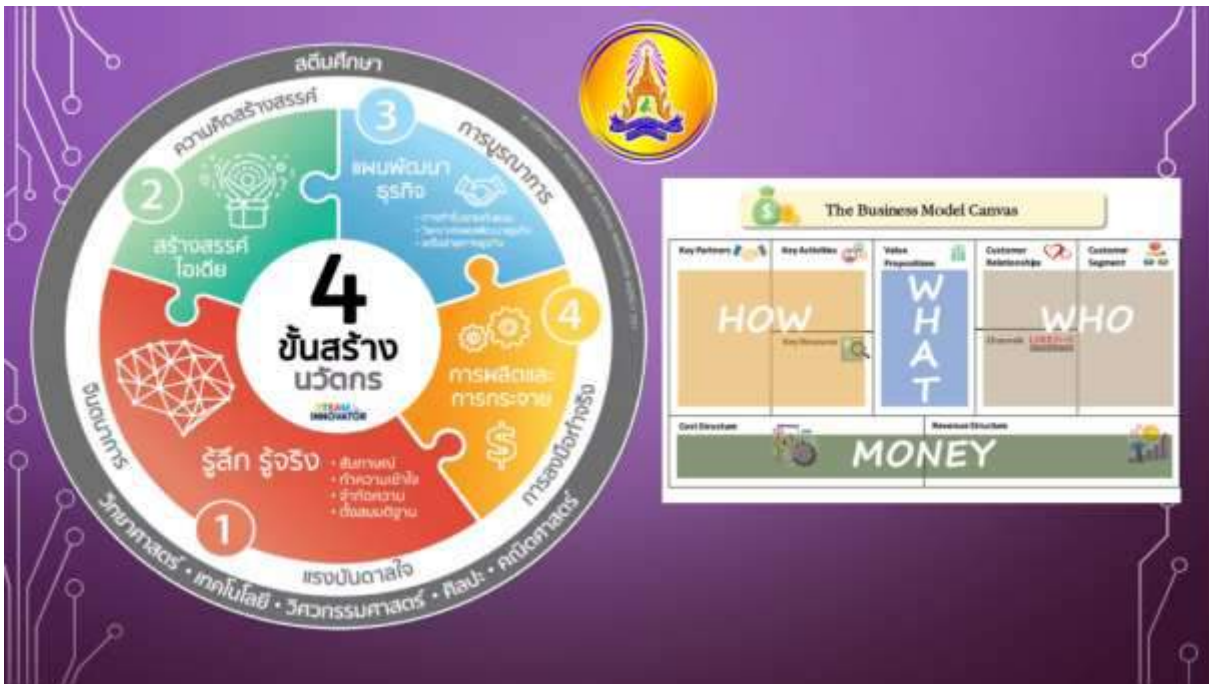 สตีมศึกษา
ความคิดสร้างสรรค์
การบูรณาการ
3
แผนพัฒนา
ธุรกิจ
2
สร้างสรรค์
ไอเดีย
4
ขั้นสร้าง
นวัตกร
STEAM
INNOVATOR
4
การผลิตและ
การกระจาย
$
จินตนาการ
การลงมือทำจริง
รู้ลึก รู้จริง
• สัมภาษณ์
• ทำความเข้าใจ
• จำกัดความ
• ตั้งสมมติฐาน
1
แรงบันดาลใจ
วิทยาศาสตร์ • เทคโนโลยี • วิศวกรรมศาสตร์ • ศิลปะ • คณิตศาสตร์
The Business Model Canvas
Key Partners
Key Activities
Value
Propositions
Customer
Relationships
Customer
Segment
HOW
WHAT
WHO
Key Resources
Channels
Cost Structure
Revenue Structure
MONEY